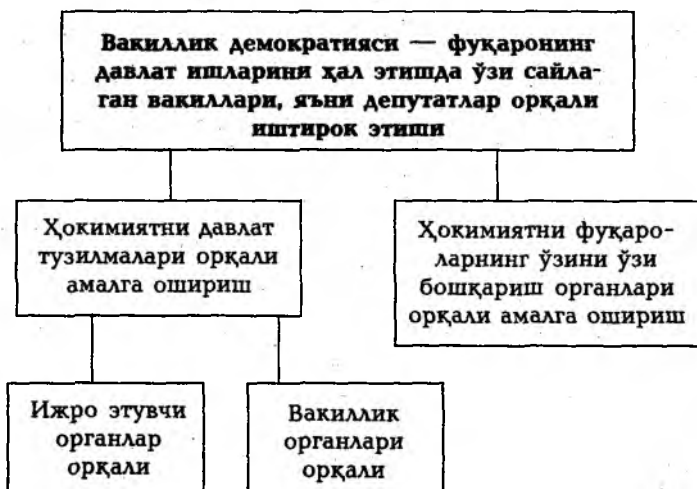 Вакиллик демократияси — фуқаронинг
давлат ишларини ҳал этишда ўзи сайла-
ган вакиллари, яъни депутатлар орқали
иштирок этиши
Ҳокимиятни давлат
тузилмалари орқали
амалга ошириш
Ҳокимиятни фуқаро-
ларнинг ўзини ўзи
бошқариш органлари
орқали амалга ошириш
Ижро этувчи
органлар
орқали
Вакиллик
органлари
орқали